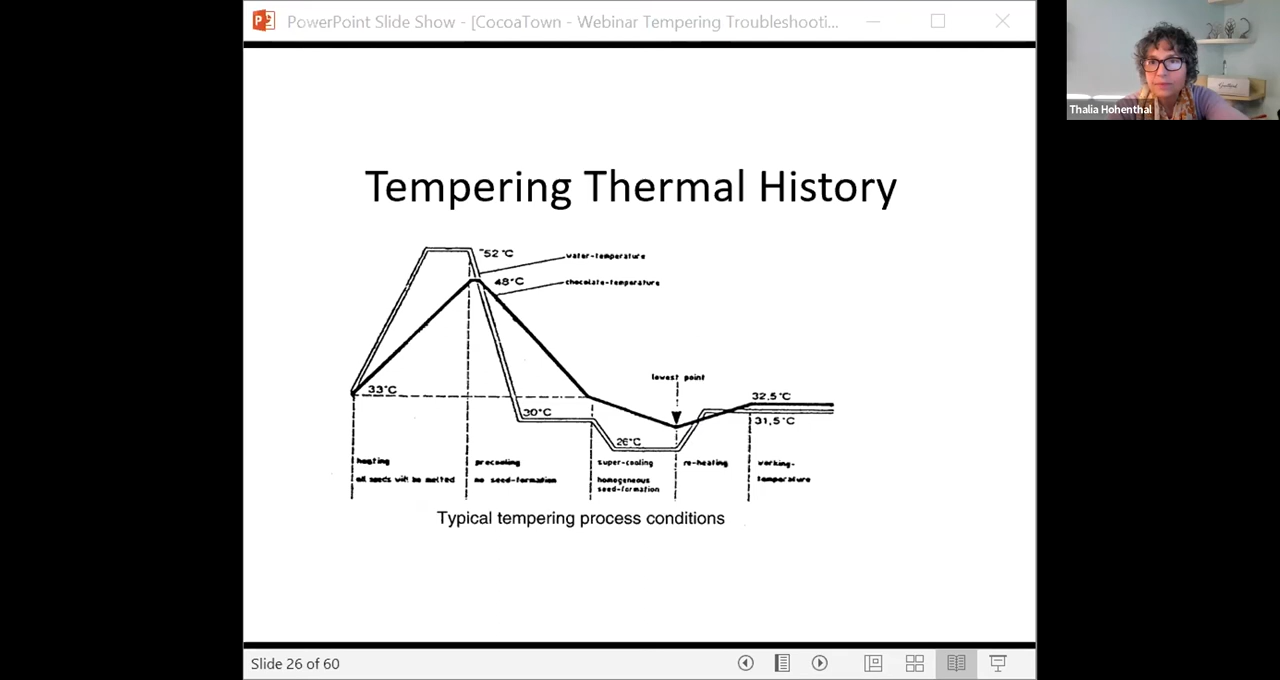 PowerPoint Slide Show - [CocoaTown - Webinar Tempering Troubleshooti...
Thalia Hohenthal
Tempering Thermal History
~52°C
water-temperature
48°C
chocolate-temperature
lowest point
33°C
32,5°C
30°C
31,5°C
26°C
heating
precooling
super-cooling
re-heating
working-
temperature
all seeds will be melted
no seed-formation
homogeneous
seed-formation
Typical tempering process conditions
Slide 26 of 60